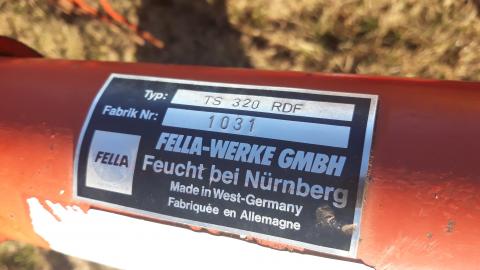 Typ: TS 320 RDF
Fabrik Nr: 1031
FELLA-WERKE GMBH
FELLA
Feucht bei Nürnberg
Made in West-Germany
Fabriquée en Allemagne